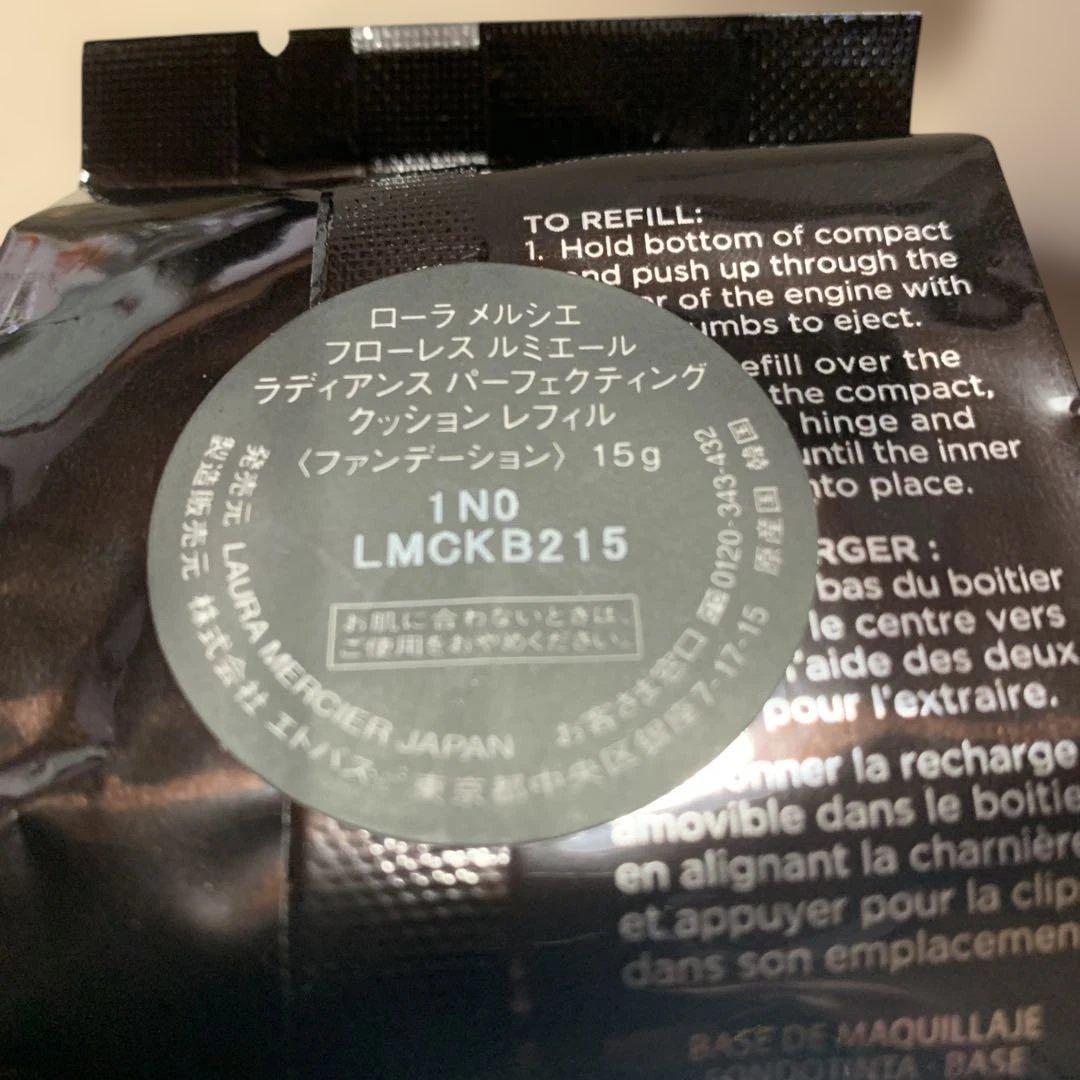 TO REFILL:
1. Hold bottom of compact
and push up through the
of the engine with
to eject.
refill over the
the compact,
hinge and
until the inner
into place.
ローラ メルシエ
フローレス ルミエール
ラディアンス パーフェクティング
クッション レフィル
〈ファンデーション〉 15g
1N0
LMCKB215
お肌に合わないときは、
ご使用をおやめください。
発売元 LAURA MERCIER JAPAN お客さま窓口 0120-343-432
製造販売元 株式会社 エトバス 東京都中央区銀座7-17-15 原産国 韓国
bas du boitier
le centre vers
l'aide des deux
pour l'extraire.
la recharge
amovible dans le boitie
en alignant la charnière
et appuyer pour la clip
dans son emplacemen
BASE DE MAQUILLAJE
FONDOTINTA · BASE